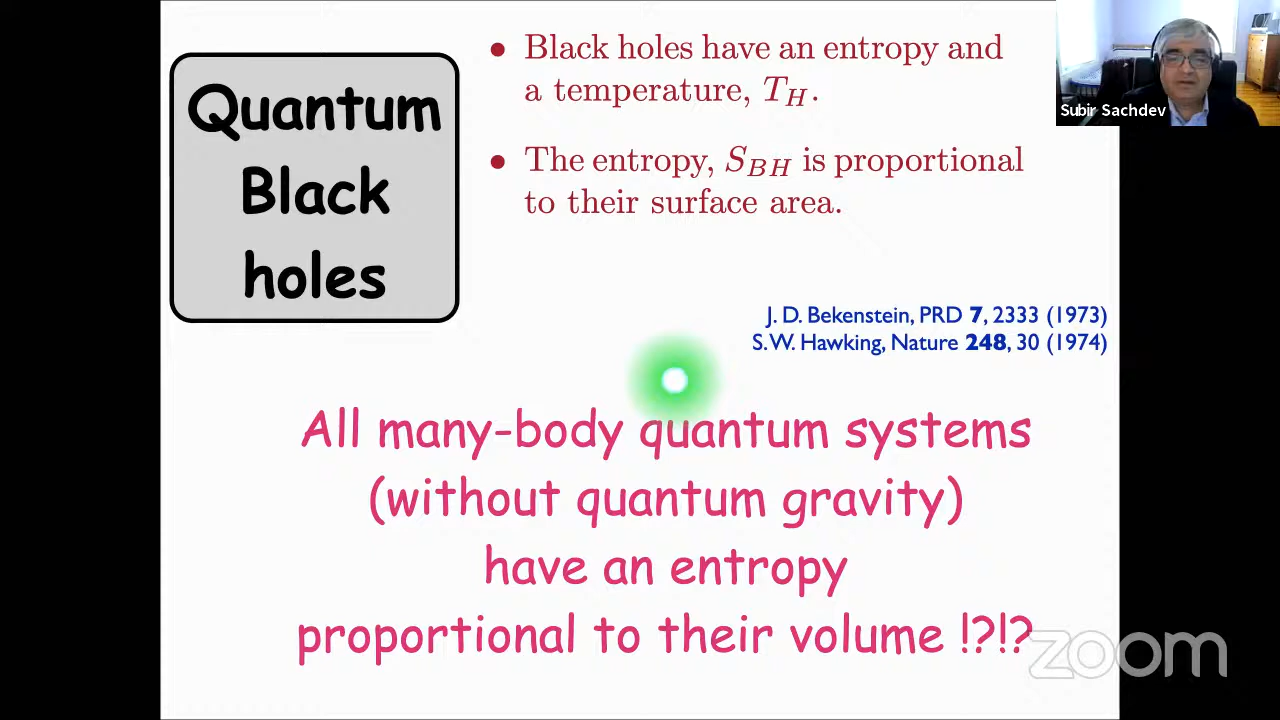 Quantum
Black
holes
• Black holes have an entropy and
a temperature, T_H.
• The entropy, S_BH is proportional
to their surface area.
J. D. Bekenstein, PRD 7, 2333 (1973)
S. W. Hawking, Nature 248, 30 (1974)
All many-body quantum systems
(without quantum gravity)
have an entropy
proportional to their volume !?!?
Subir Sachdev
zoom